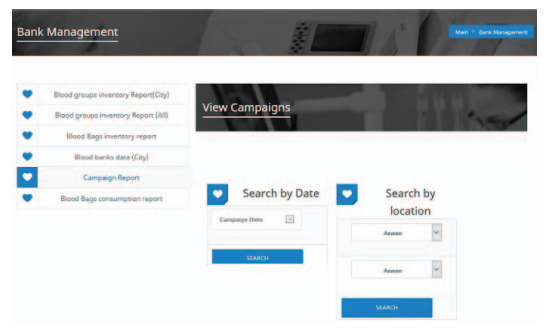 Bank Management
Main › Bank Management
Blood groups inventory Report(City)
Blood groups inventory Report (All)
Blood Bags inventory report
Blood banks data (City)
Campaign Report
Blood Bags consumption report
View Campaigns
Search by Date
Campaign Date
SEARCH
Search by
location
Aswan
Aswan
SEARCH